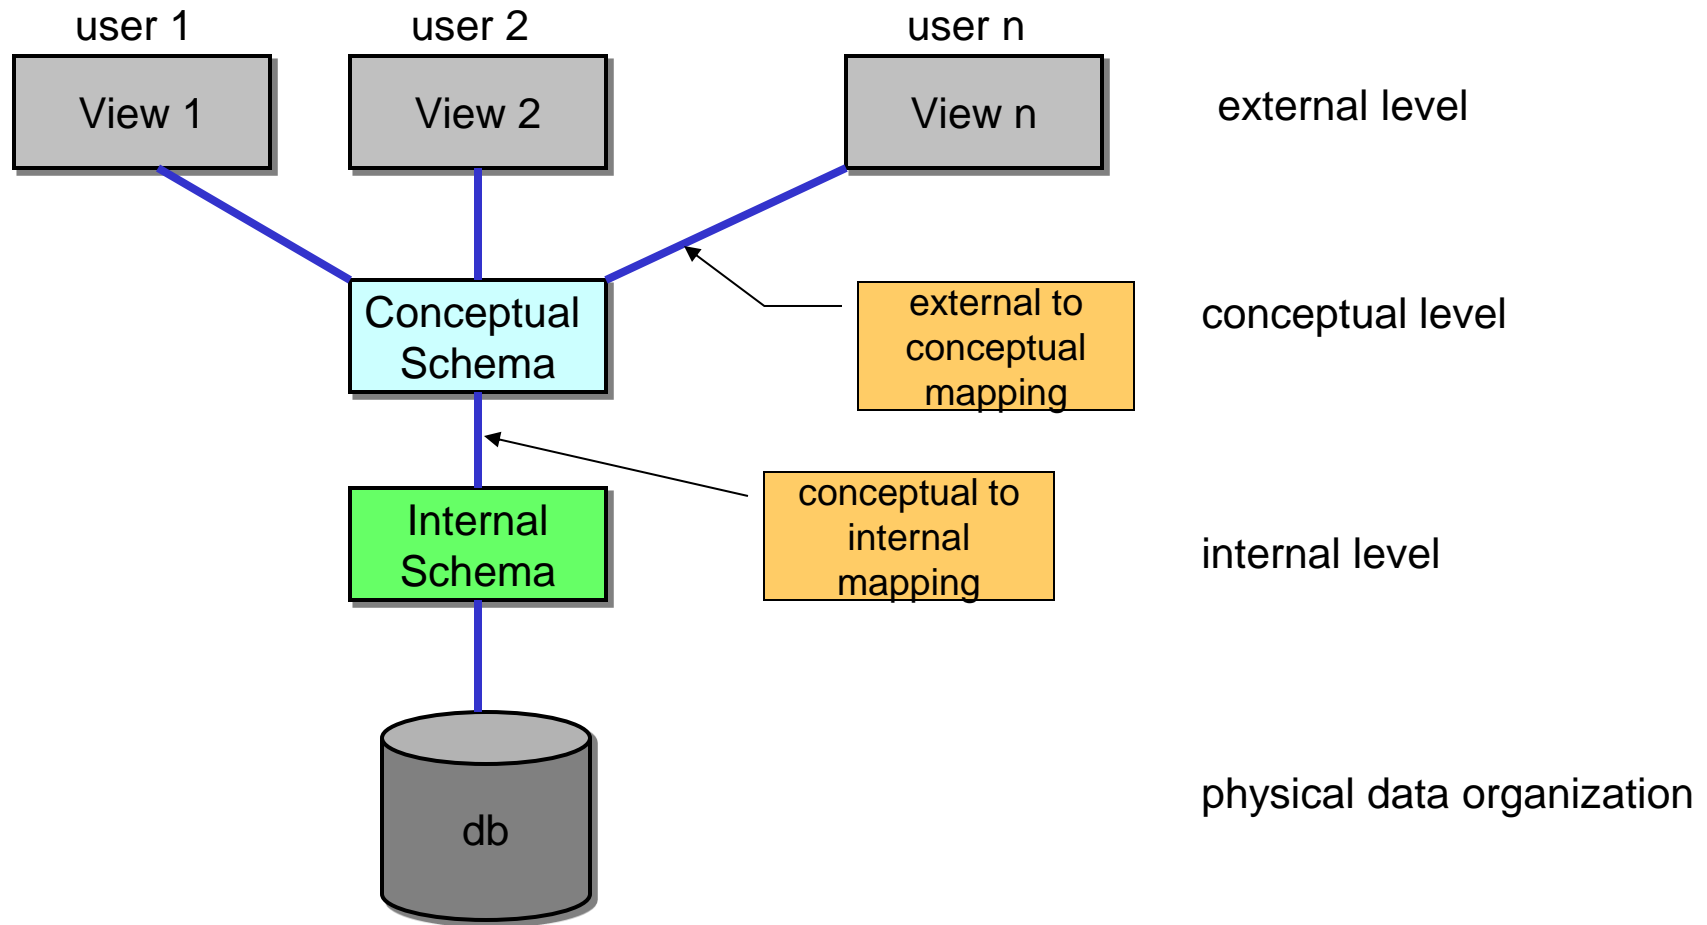 user 1
user 2
user n
View 1
View 2
View n
external level
Conceptual
Schema
external to
conceptual
mapping
conceptual level
Internal
Schema
conceptual to
internal
mapping
internal level
db
physical data organization